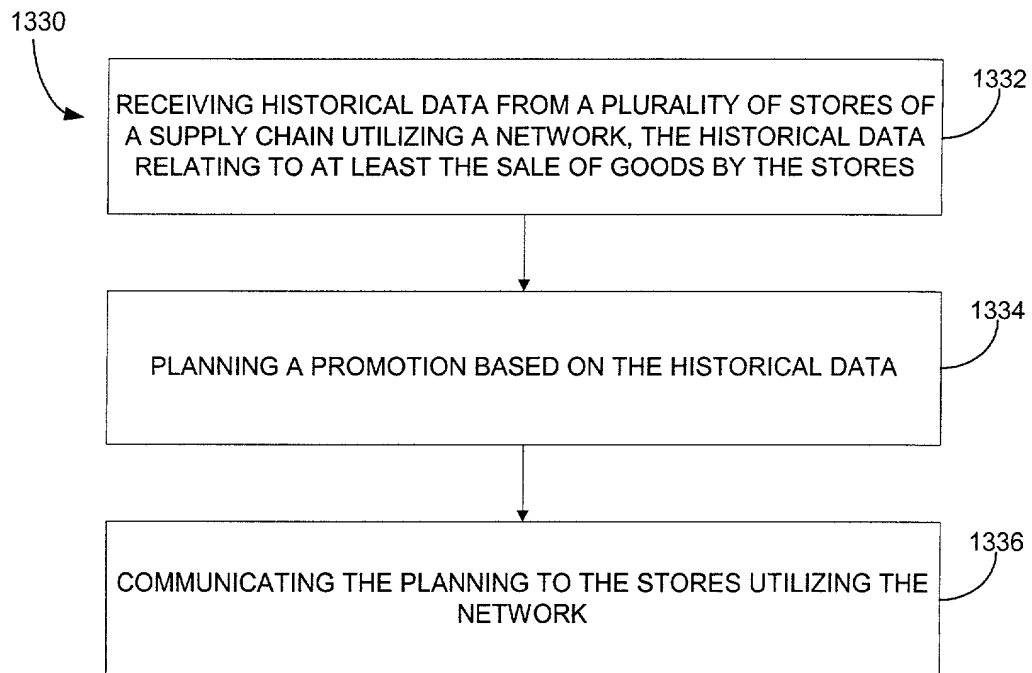 1330
1332
RECEIVING HISTORICAL DATA FROM A PLURALITY OF STORES OF
A SUPPLY CHAIN UTILIZING A NETWORK, THE HISTORICAL DATA
RELATING TO AT LEAST THE SALE OF GOODS BY THE STORES
1334
PLANNING A PROMOTION BASED ON THE HISTORICAL DATA
1336
COMMUNICATING THE PLANNING TO THE STORES UTILIZING THE
NETWORK